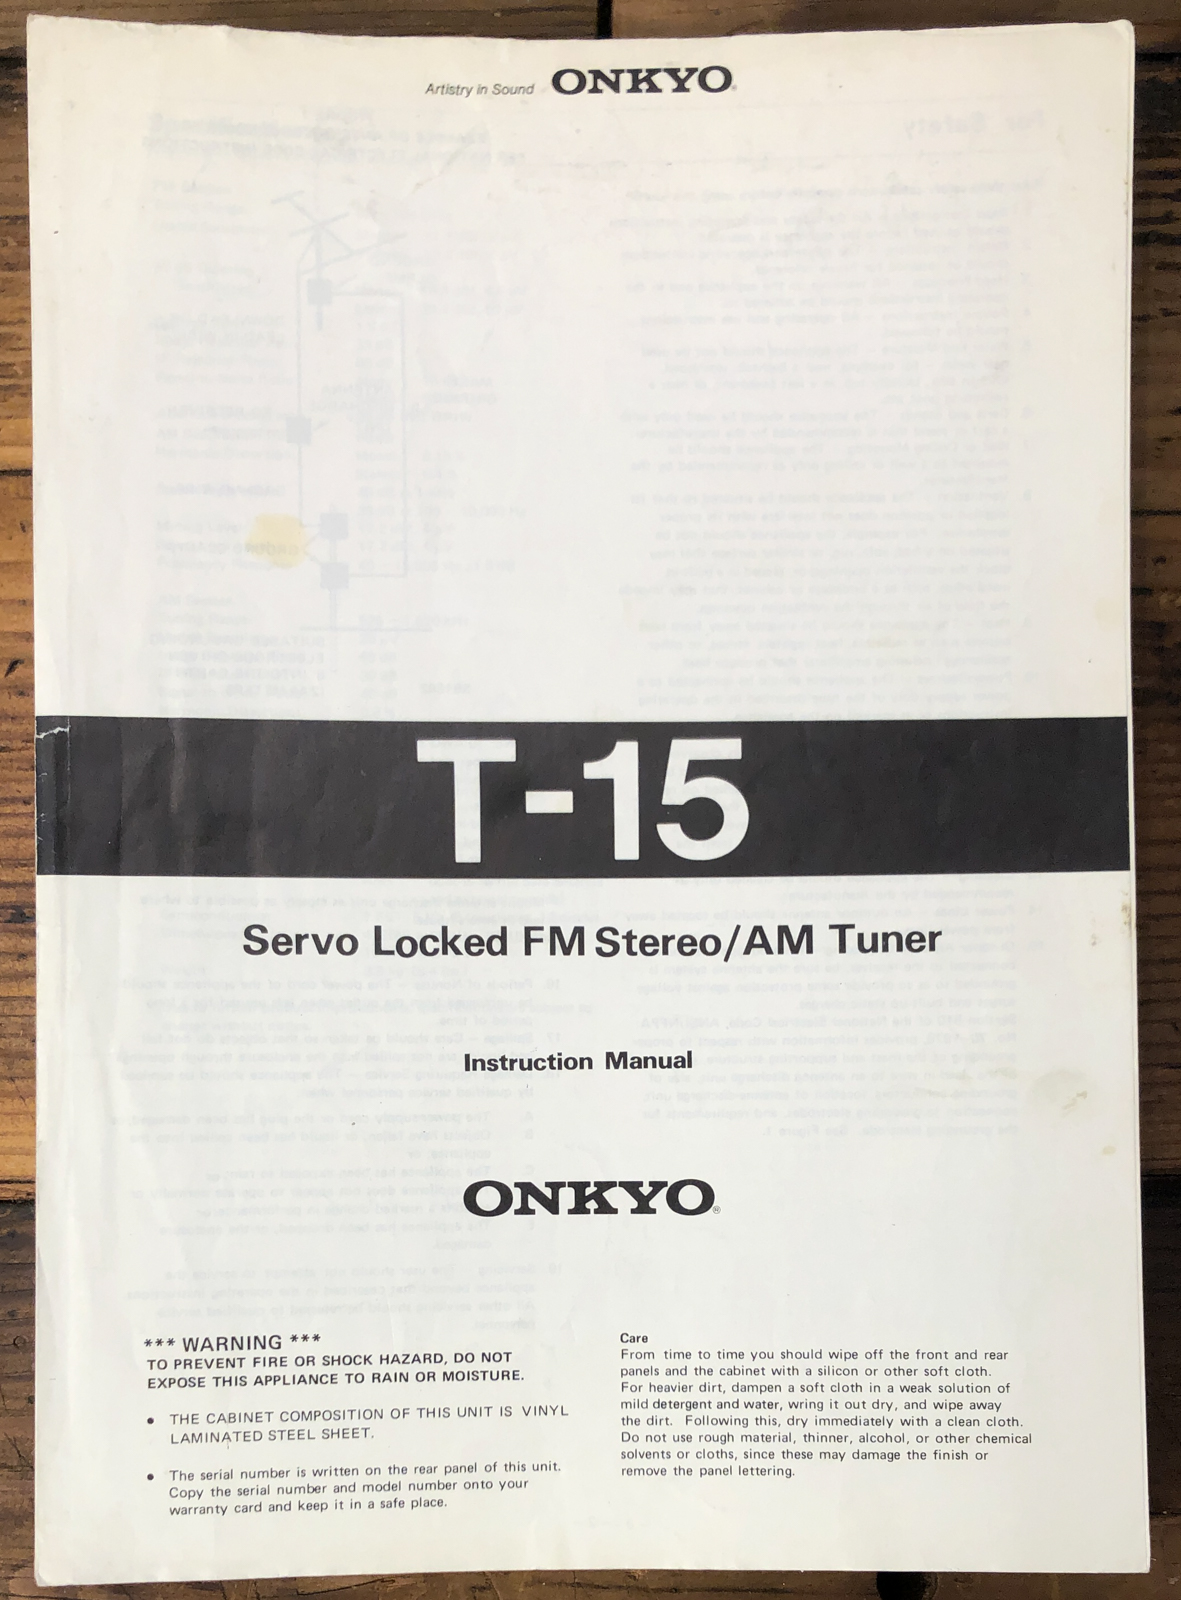 Artistry in Sound ONKYO®
T-15
Servo Locked FM Stereo/AM Tuner
Instruction Manual
ONKYO®
*** WARNING ***
TO PREVENT FIRE OR SHOCK HAZARD, DO NOT
EXPOSE THIS APPLIANCE TO RAIN OR MOISTURE.
• THE CABINET COMPOSITION OF THIS UNIT IS VINYL
LAMINATED STEEL SHEET.
• The serial number is written on the rear panel of this unit.
Copy the serial number and model number onto your
warranty card and keep it in a safe place.
Care
From time to time you should wipe off the front and rear
panels and the cabinet with a silicon or other soft cloth.
For heavier dirt, dampen a soft cloth in a weak solution of
mild detergent and water, wring it out dry, and wipe away
the dirt. Following this, dry immediately with a clean cloth.
Do not use rough material, thinner, alcohol, or other chemical
solvents or cloths, since these may damage the finish or
remove the panel lettering.